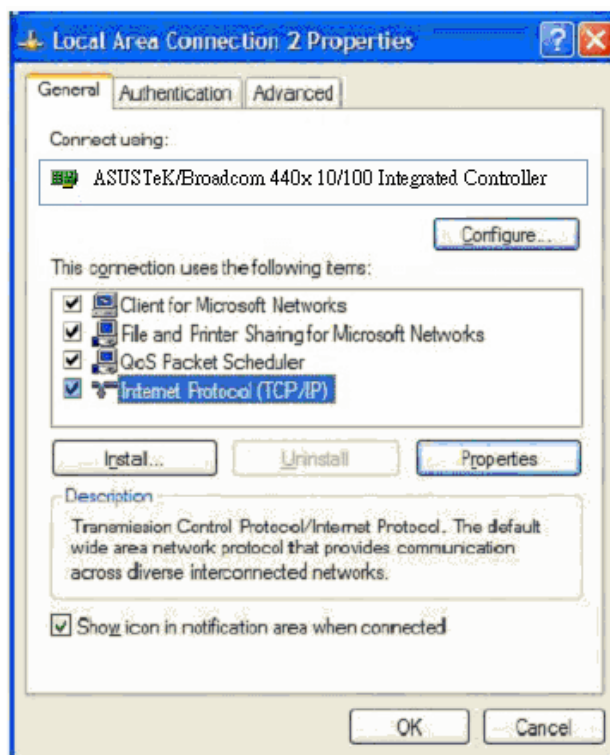 Local Area Connection 2 Properties
General Authentication Advanced
Connect using:
ASUSTeK/Broadcom 440x 10/100 Integrated Controller
Configure...
This connection uses the following items:
Client for Microsoft Networks
File and Printer Sharing for Microsoft Networks
QoS Packet Scheduler
Internet Protocol (TCP/IP)
Install... Uninstall Properties
Description
Transmission Control Protocol/Internet Protocol. The default
wide area network protocol that provides communication
across diverse interconnected networks.
Show icon in notification area when connected
OK Cancel